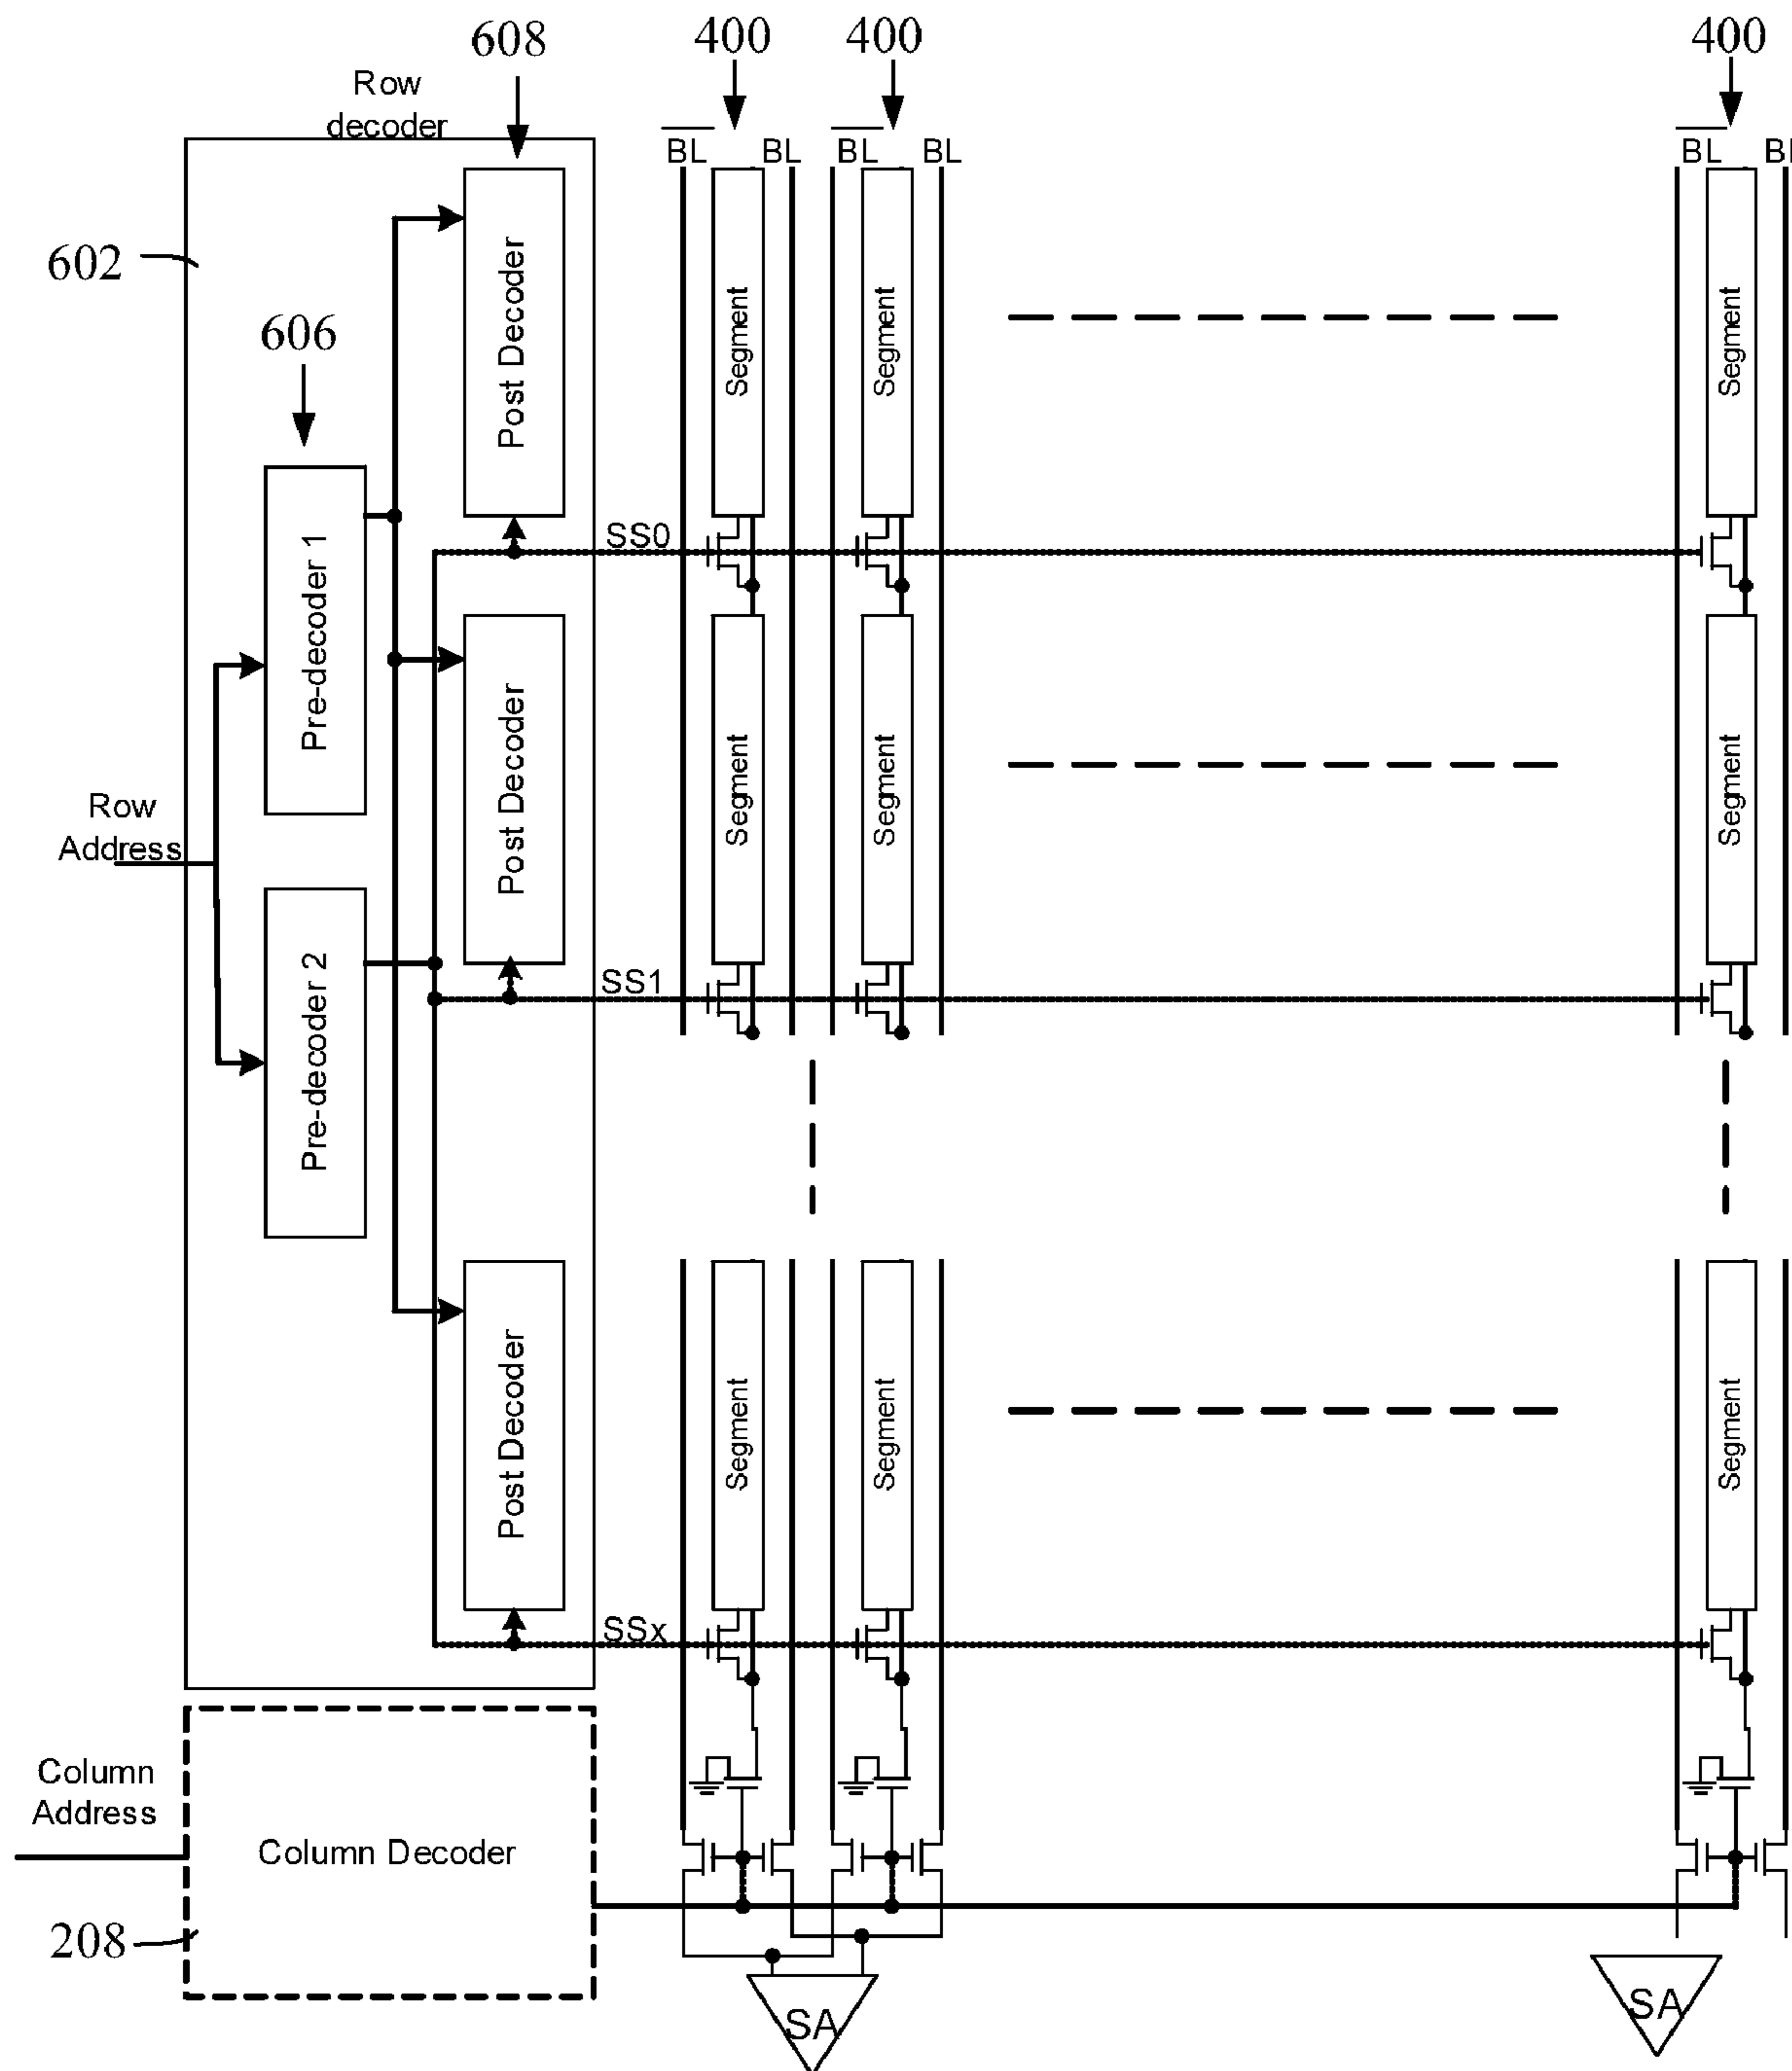 608 400 400 400
Row
decoder
BL BL BL BL BL BL
602
606
Post Decoder
Segment Segment Segment
Pre-decoder 1
SS0
Post Decoder
Segment Segment Segment
Row
Address
Pre-decoder 2
SS1
Post Decoder
Segment Segment Segment
SSx
Column
Address
Column Decoder
208
SA SA